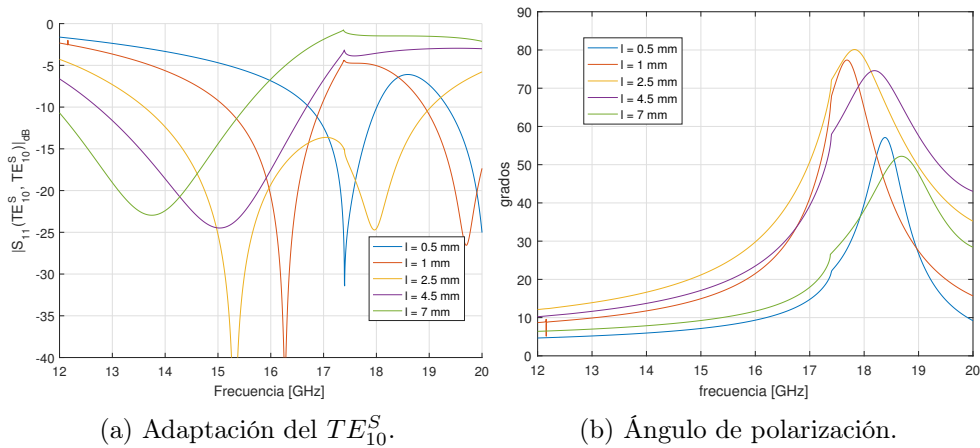 0
-5
-10
-15
-20
-25
-30
-35
-40
12 13 14 15 16 17 18 19 20
Frecuencia [GHz]
|S₁₁(TE₁₀ˢ, TE₁₀ˢ)|dB
l = 0.5 mm
l = 1 mm
l = 2.5 mm
l = 4.5 mm
l = 7 mm
(a) Adaptación del TE₁₀ˢ.
90
80
70
60
50
40
30
20
10
0
12 13 14 15 16 17 18 19 20
frecuencia [GHz]
grados
l = 0.5 mm
l = 1 mm
l = 2.5 mm
l = 4.5 mm
l = 7 mm
(b) Ángulo de polarización.